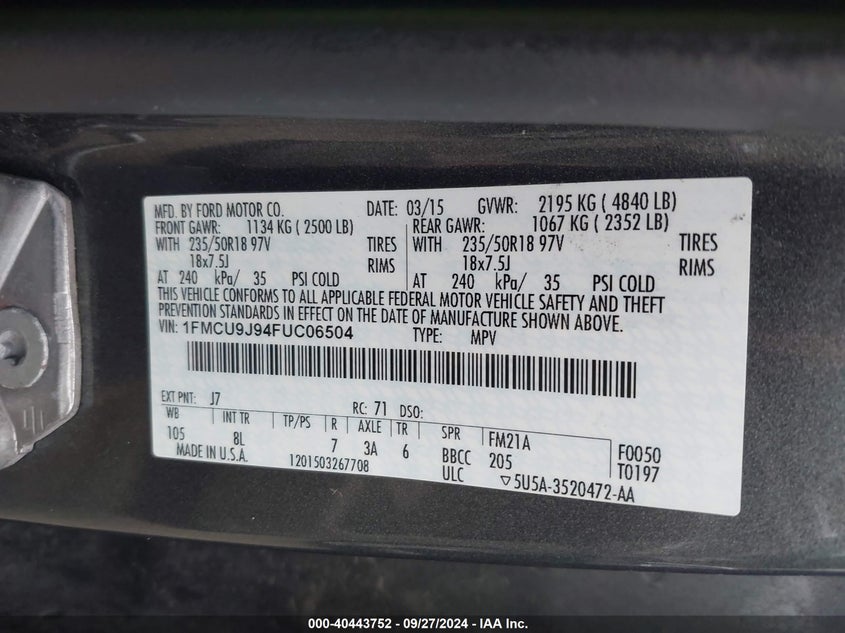 MFD. BY FORD MOTOR CO. DATE: 03/15 GVWR: 2195 KG ( 4840 LB)
FRONT GAWR: 1134 KG ( 2500 LB) REAR GAWR: 1067 KG ( 2352 LB)
WITH 235/50R18 97V TIRES WITH 235/50R18 97V TIRES
18x7.5J RIMS 18x7.5J RIMS
AT 240 kPa/ 35 PSI COLD AT 240 kPa/ 35 PSI COLD
THIS VEHICLE CONFORMS TO ALL APPLICABLE FEDERAL MOTOR VEHICLE SAFETY AND THEFT
PREVENTION STANDARDS IN EFFECT ON THE DATE OF MANUFACTURE SHOWN ABOVE.
VIN: 1FMCU9J94FUC06504 TYPE: MPV
EXT PNT: J7 RC: 71 DSO:
WB INT TR TP/PS R AXLE TR SPR FM21A F0050
105 8L 7 3A 6 BBCC 205 T0197
MADE IN U.S.A. 1201503267708 ULC ▽5U5A-3520472-AA
000-40443752 - 09/27/2024 - IAA Inc.